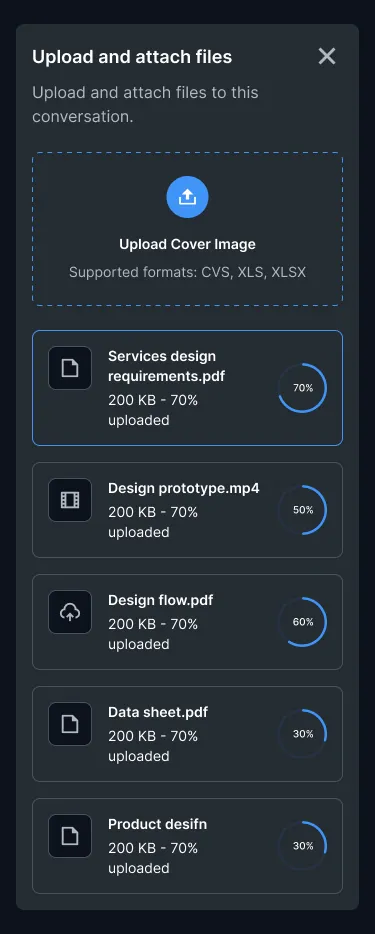 Upload and attach files
Upload and attach files to this
conversation.
Upload Cover Image
Supported formats: CVS, XLS, XLSX
Services design
requirements.pdf
200 KB - 70%
uploaded
70%
Design prototype.mp4
200 KB - 70%
uploaded
50%
Design flow.pdf
200 KB - 70%
uploaded
60%
Data sheet.pdf
200 KB - 70%
uploaded
30%
Product desifn
200 KB - 70%
uploaded
30%